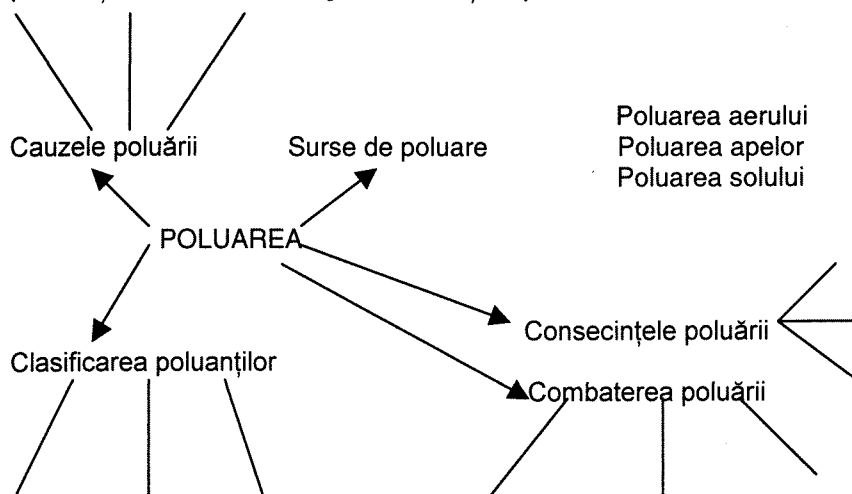 Cauzele poluării
Surse de poluare
Poluarea aerului
Poluarea apelor
Poluarea solului
POLUAREA
Consecințele poluării
Clasificarea poluanților
Combaterea poluării